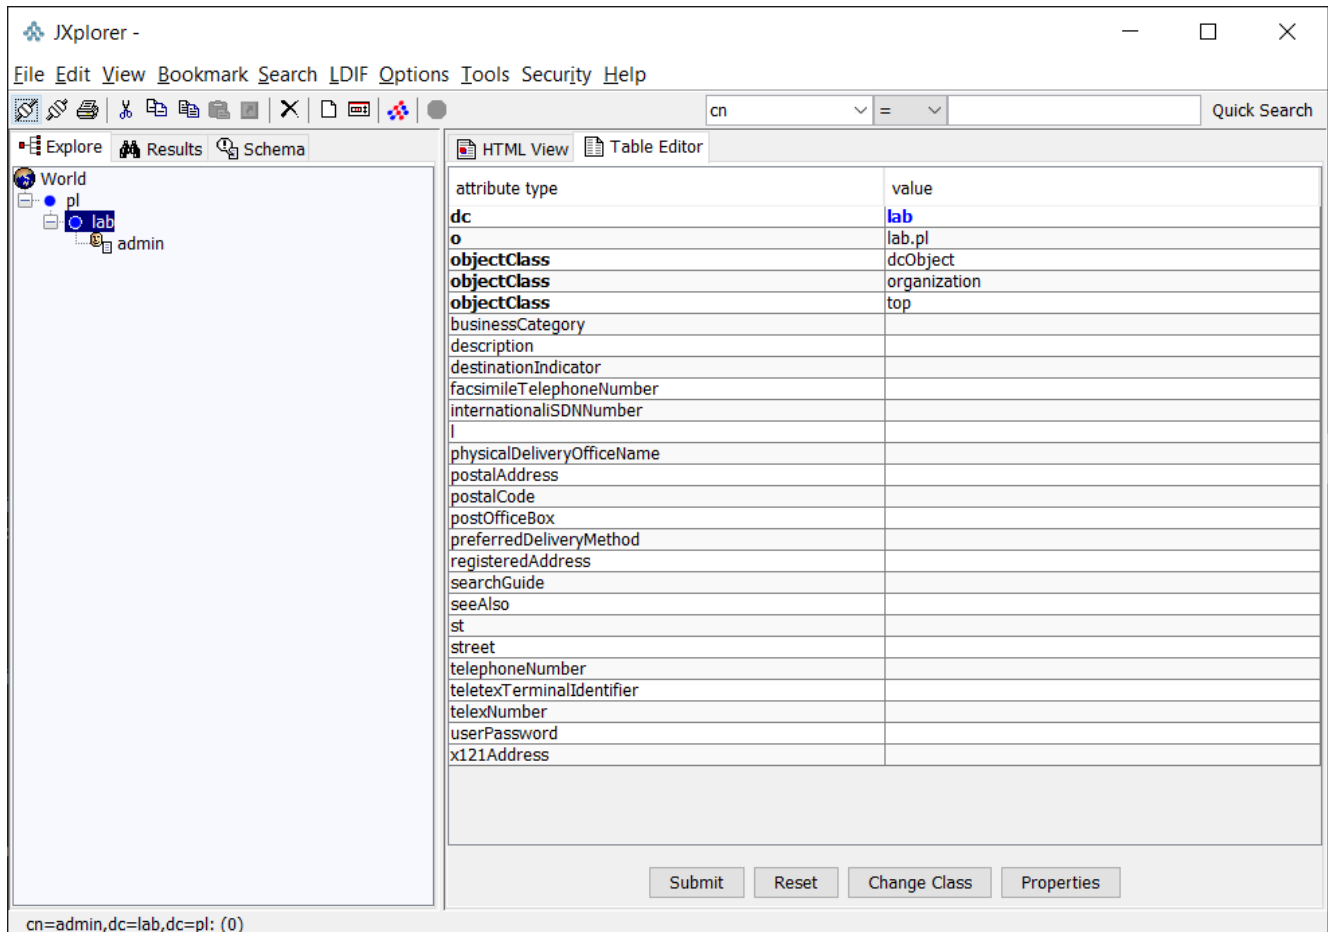 JXplorer -
File Edit View Bookmark Search LDIF Options Tools Security Help
cn = Quick Search
Explore Results Schema
HTML View Table Editor
World
pl
lab
admin
attribute type value
dc lab
o lab.pl
objectClass dcObject
objectClass organization
objectClass top
businessCategory
description
destinationIndicator
facsimileTelephoneNumber
internationaliSDNNumber
l
physicalDeliveryOfficeName
postalAddress
postalCode
postOfficeBox
preferredDeliveryMethod
registeredAddress
searchGuide
seeAlso
st
street
telephoneNumber
teletexTerminalIdentifier
telexNumber
userPassword
x121Address
Submit Reset Change Class Properties
cn=admin,dc=lab,dc=pl: (0)